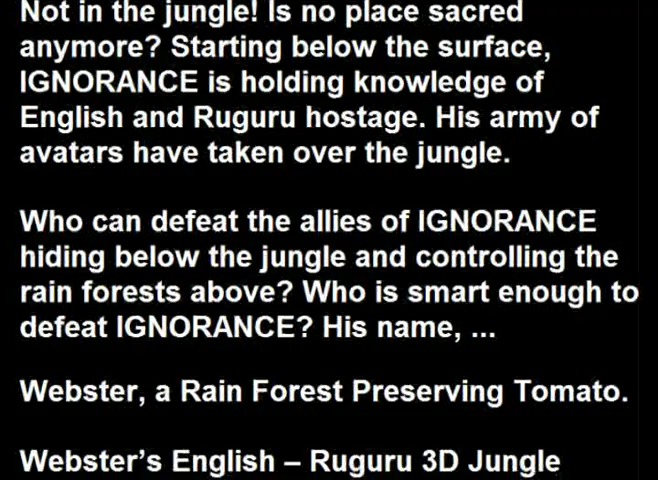 Not in the jungle! Is no place sacred
anymore? Starting below the surface,
IGNORANCE is holding knowledge of
English and Ruguru hostage. His army of
avatars have taken over the jungle.
Who can defeat the allies of IGNORANCE
hiding below the jungle and controlling the
rain forests above? Who is smart enough to
defeat IGNORANCE? His name, ...
Webster, a Rain Forest Preserving Tomato.
Webster's English – Ruguru 3D Jungle